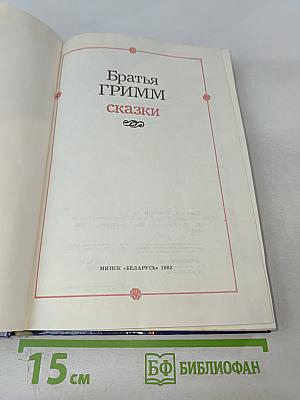 Братья
ГРИММ
сказки
МИНСК «БЕЛАРУСЬ» 1983
15 см
БФ БИБЛИОФАН